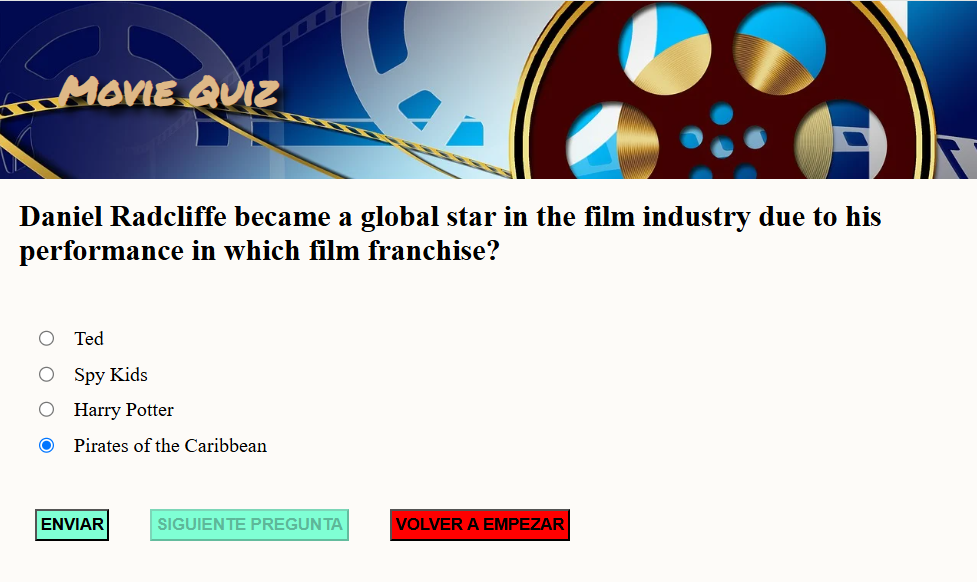 Movie Quiz
Daniel Radcliffe became a global star in the film industry due to his
performance in which film franchise?
Ted
Spy Kids
Harry Potter
Pirates of the Caribbean
ENVIAR SIGUIENTE PREGUNTA VOLVER A EMPEZAR